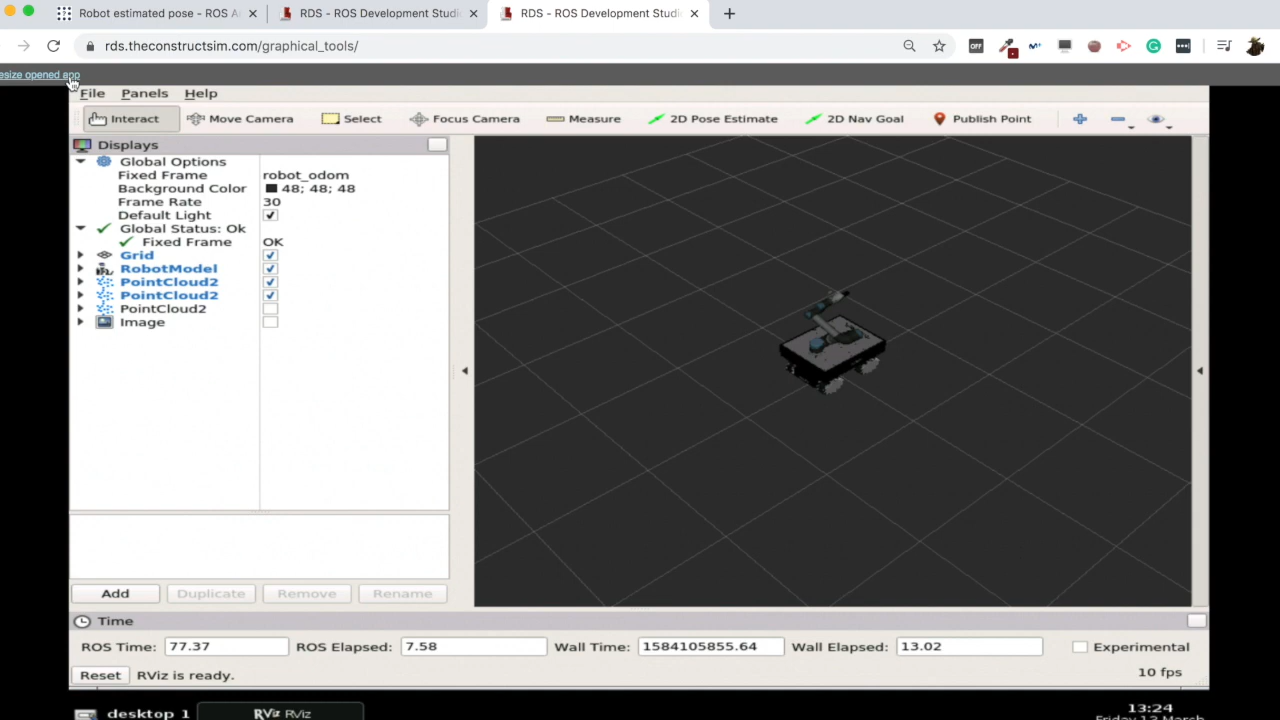 Robot estimated pose - ROS A
RDS - ROS Development Studi
RDS - ROS Development Studi
rds.theconstructsim.com/graphical_tools/
OFF
esize opened app
File Panels Help
Interact Move Camera Select Focus Camera Measure 2D Pose Estimate 2D Nav Goal Publish Point
Displays
Global Options
Fixed Frame robot_odom
Background Color 48; 48; 48
Frame Rate 30
Default Light
Global Status: Ok
Fixed Frame OK
Grid
RobotModel
PointCloud2
PointCloud2
PointCloud2
Image
Add Duplicate Remove Rename
Time
ROS Time: 77.37 ROS Elapsed: 7.58 Wall Time: 1584105855.64 Wall Elapsed: 13.02 Experimental
Reset RViz is ready. 10 fps
desktop 1 RViz RViz 13:24
Friday 13 March